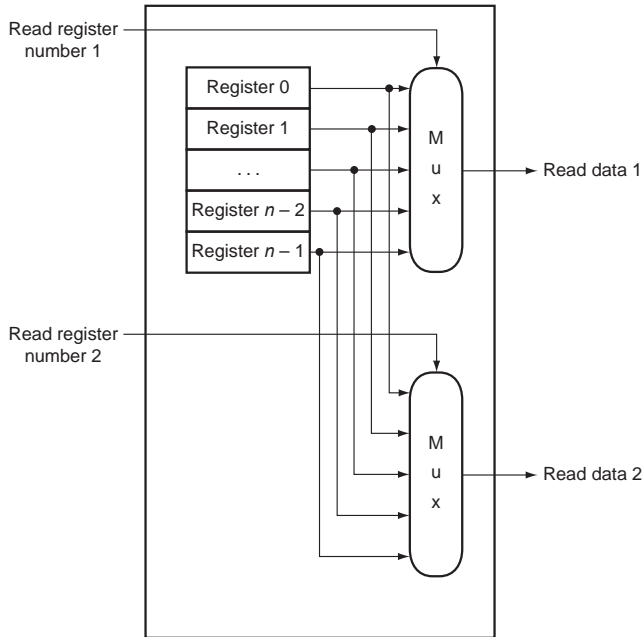 Read register
number 1
Register 0
Register 1
. . .
Register n – 2
Register n – 1
M
u
x
Read data 1
Read register
number 2
M
u
x
Read data 2